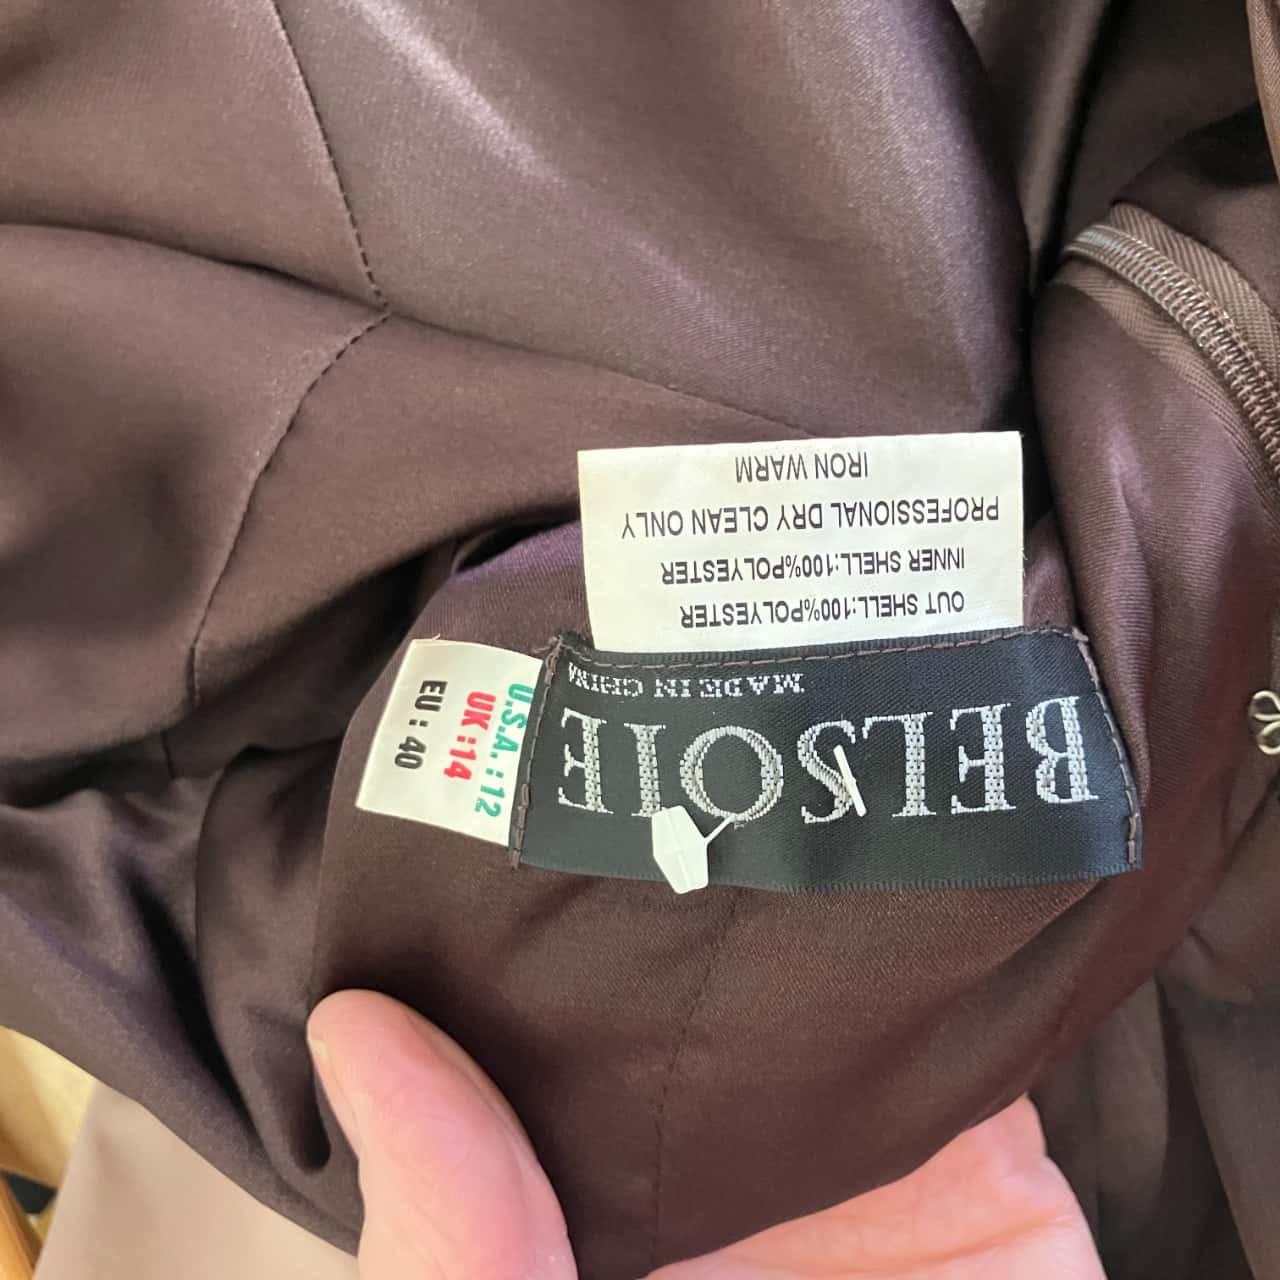 BELSOIE
MADE IN CHINA
OUT SHELL:100%POLYESTER
INNER SHELL:100%POLYESTER
PROFESSIONAL DRY CLEAN ONLY
IRON WARM
U.S.A.:12
UK:14
EU:40